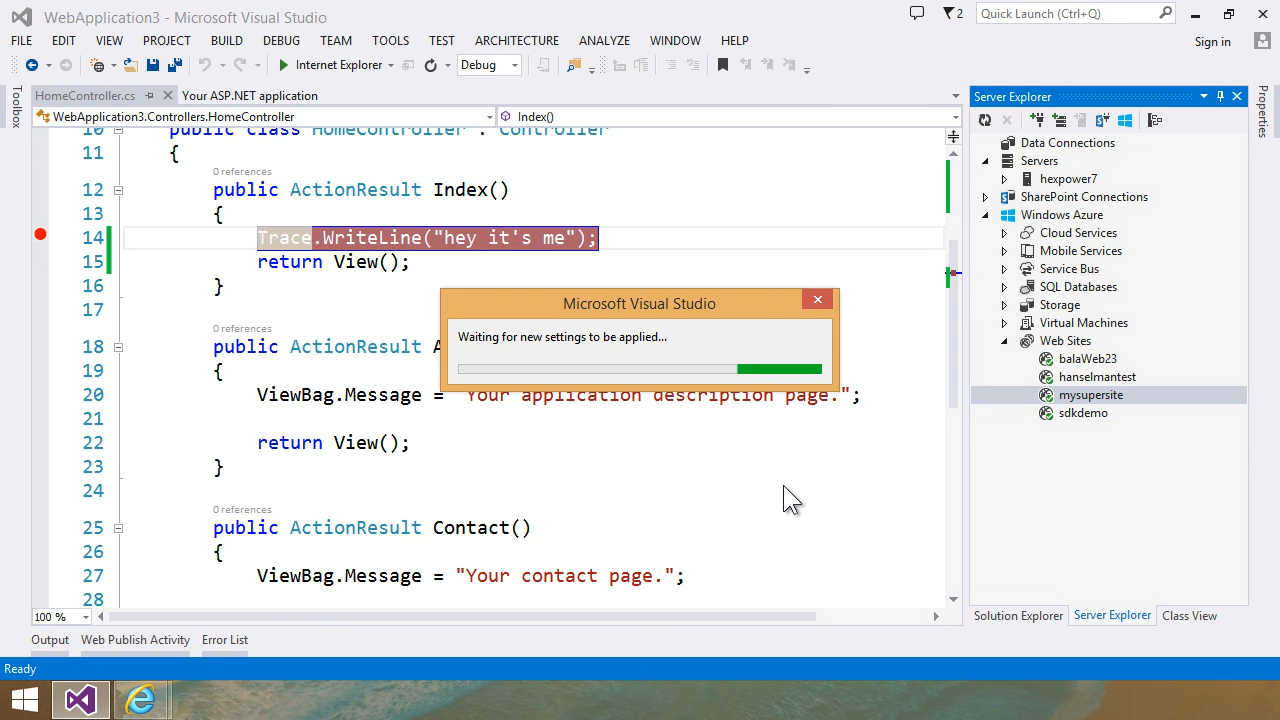 WebApplication3 - Microsoft Visual Studio
2
Quick Launch (Ctrl+Q)
FILE EDIT VIEW PROJECT BUILD DEBUG TEAM TOOLS TEST ARCHITECTURE ANALYZE WINDOW HELP
Sign in
Internet Explorer
Debug
Toolbox
HomeController.cs
Your ASP.NET application
WebApplication3.Controllers.HomeController
Index()
10 public class HomeController : Controller
11 {
0 references
12 public ActionResult Index()
13 {
14 Trace.WriteLine("hey it's me");
15 return View();
16 }
17
0 references
18 public ActionResult A
19 {
20 ViewBag.Message = "Your application description page.";
21
22 return View();
23 }
24
0 references
25 public ActionResult Contact()
26 {
27 ViewBag.Message = "Your contact page.";
28
100 %
Microsoft Visual Studio
Waiting for new settings to be applied...
Server Explorer
Data Connections
Servers
hexpower7
SharePoint Connections
Windows Azure
Cloud Services
Mobile Services
Service Bus
SQL Databases
Storage
Virtual Machines
Web Sites
balaWeb23
hanselmantest
mysupersite
sdkdemo
Solution Explorer Server Explorer Class View
Properties
Output Web Publish Activity Error List
Ready